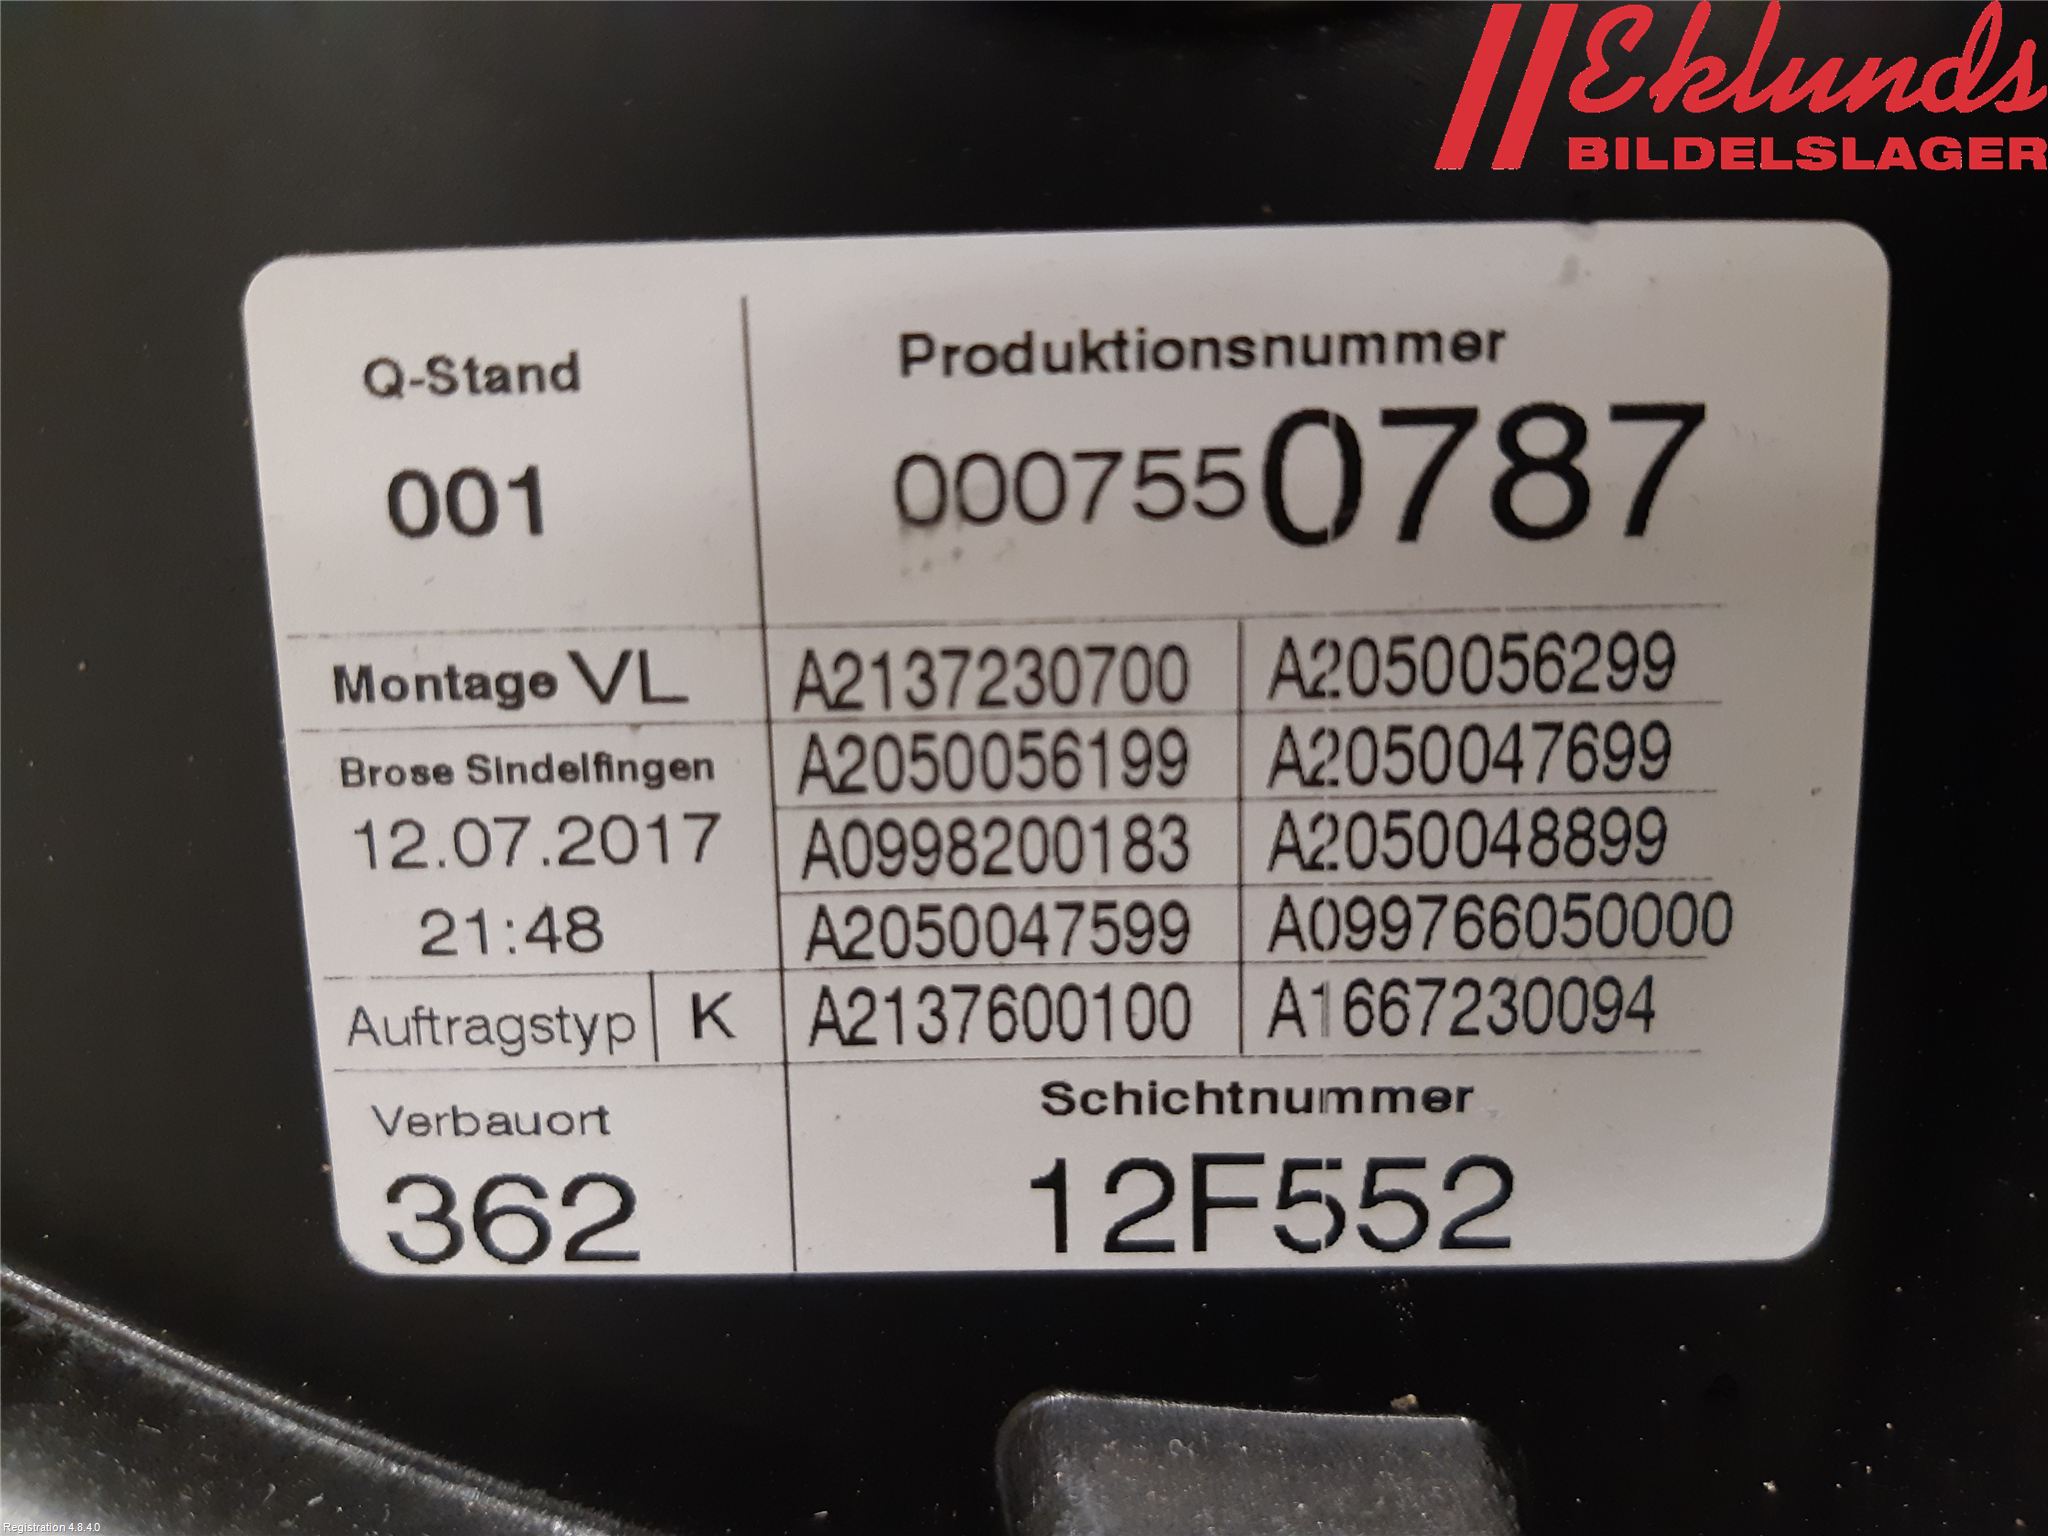 Eklunds
BILDELSLAGER
Q-Stand
Produktionsnummer
001
0007550787
Montage VL
A2137230700
A2050056299
Brose Sindelfingen
A2050056199
A2050047699
12.07.2017
A0998200183
A2050048899
21:48
A2050047599
A099766050000
Auftragstyp
K
A2137600100
A1667230094
Verbauort
Schichtnummer
362
12F552
Registration 4.8.4.0